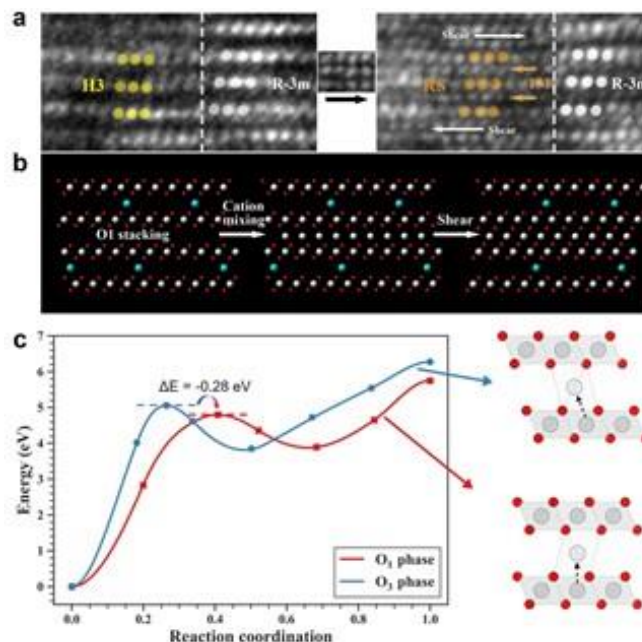 a
Shear
H3
R-3m
RS
R-3m
Shear
b
Cation
mixing
O1 stacking
Shear
c
7
6
5
4
3
2
1
0
Energy (eV)
ΔE = -0.28 eV
O₁ phase
O₃ phase
0.0 0.2 0.4 0.6 0.8 1.0
Reaction coordination